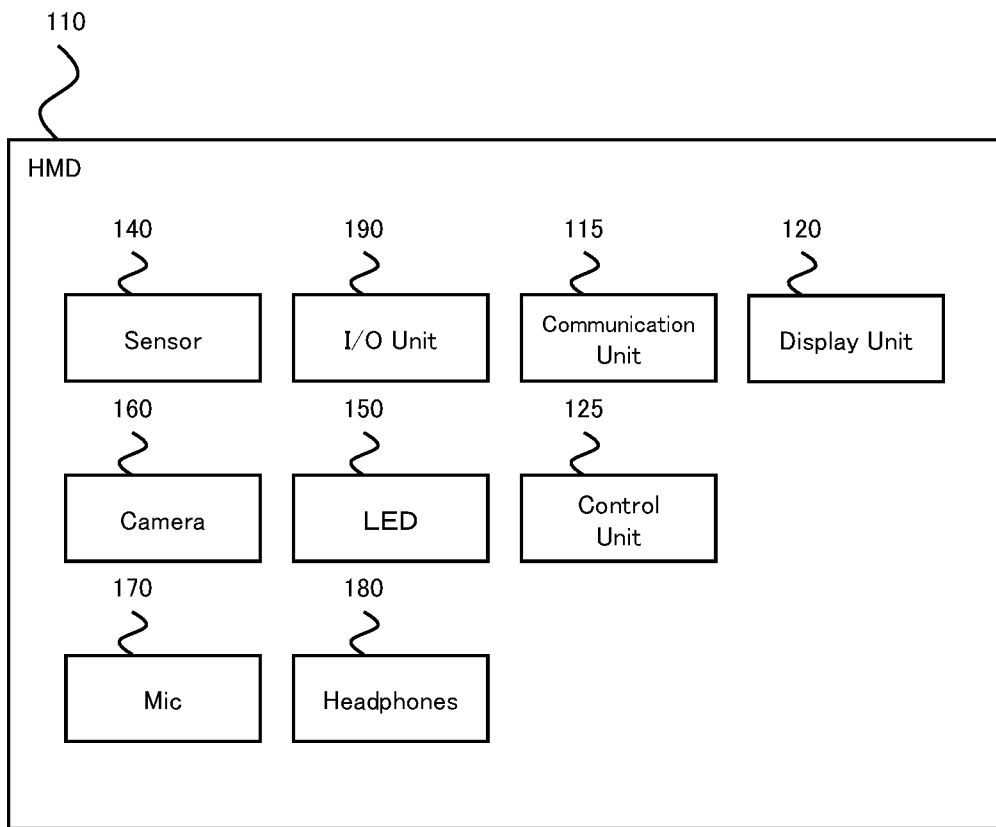 110
HMD
140 190 115 120
Sensor
I/O Unit
Communication
Unit
Display Unit
160 150 125
Camera
LED
Control
Unit
170 180
Mic
Headphones